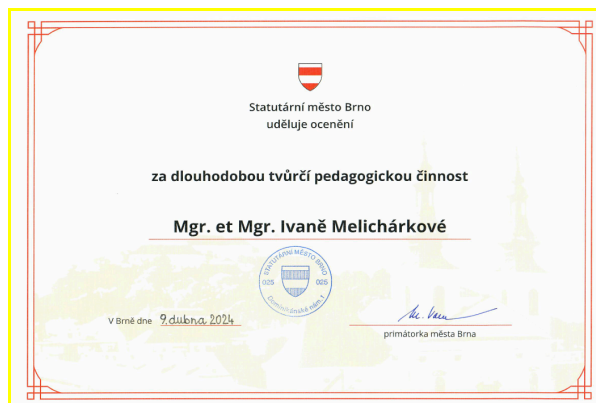 Statutární město Brno
uděluje ocenění
za dlouhodobou tvůrčí pedagogickou činnost
Mgr. et Mgr. Ivaně Melichárkové
STATUTÁRNÍ MĚSTO BRNO
025 025
Dominikánské nám. 1
V Brně dne 9. dubna 2024
primátorka města Brna